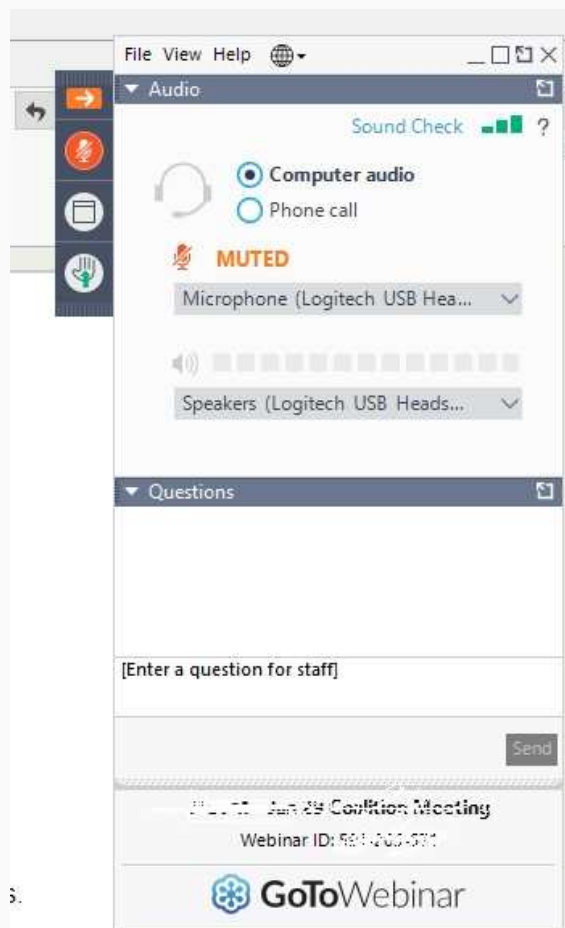 File View Help
Audio
Sound Check ?
Computer audio
Phone call
MUTED
Microphone (Logitech USB Hea...
Speakers (Logitech USB Heads...
Questions
[Enter a question for staff]
Send
29 Coalition Meeting
Webinar ID:
s.
GoToWebinar